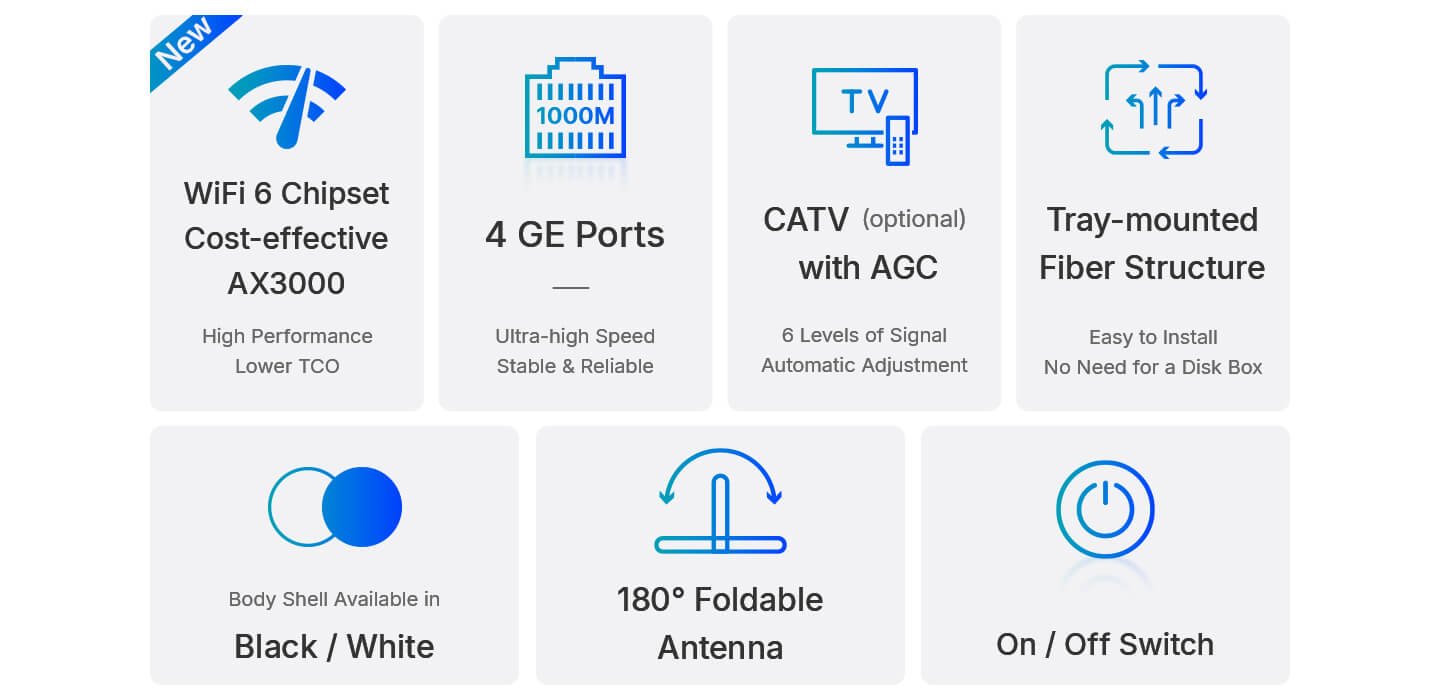 New
WiFi 6 Chipset
Cost-effective
AX3000
High Performance
Lower TCO
1000M
4 GE Ports
Ultra-high Speed
Stable & Reliable
TV
CATV (optional)
with AGC
6 Levels of Signal
Automatic Adjustment
Tray-mounted
Fiber Structure
Easy to Install
No Need for a Disk Box
Body Shell Available in
Black / White
180° Foldable
Antenna
On / Off Switch